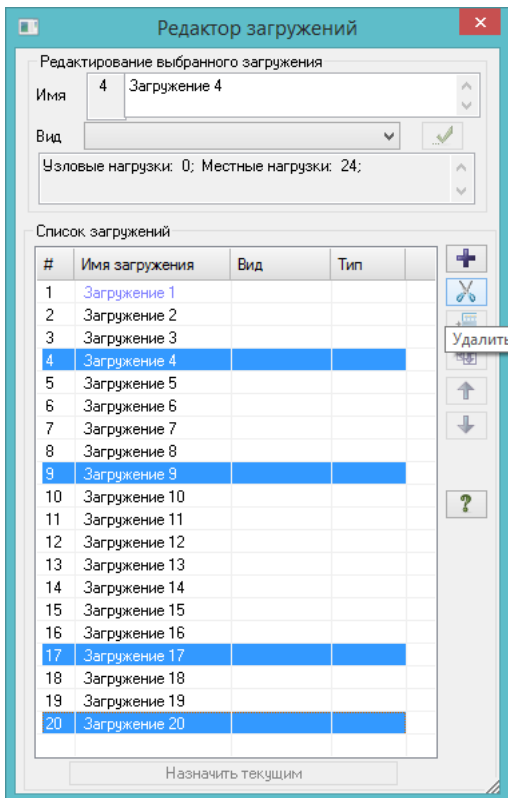 Редактор загружений
Редактирование выбранного загружения
Имя 4 Загружение 4
Вид
Узловые нагрузки: 0; Местные нагрузки: 24;
Список загружений
# Имя загружения Вид Тип
1 Загружение 1
2 Загружение 2
3 Загружение 3
Удалить
4 Загружение 4
5 Загружение 5
6 Загружение 6
7 Загружение 7
8 Загружение 8
9 Загружение 9
?
10 Загружение 10
11 Загружение 11
12 Загружение 12
13 Загружение 13
14 Загружение 14
15 Загружение 15
16 Загружение 16
17 Загружение 17
18 Загружение 18
19 Загружение 19
20 Загружение 20
Назначить текущим